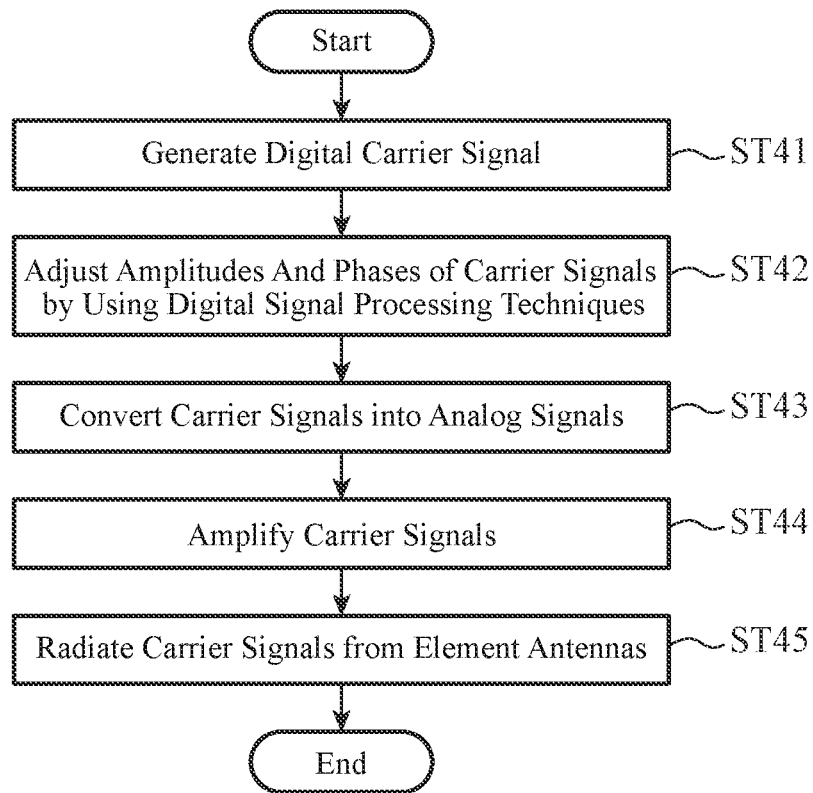 Start
Generate Digital Carrier Signal
ST41
Adjust Amplitudes And Phases of Carrier Signals
by Using Digital Signal Processing Techniques
ST42
Convert Carrier Signals into Analog Signals
ST43
Amplify Carrier Signals
ST44
Radiate Carrier Signals from Element Antennas
ST45
End